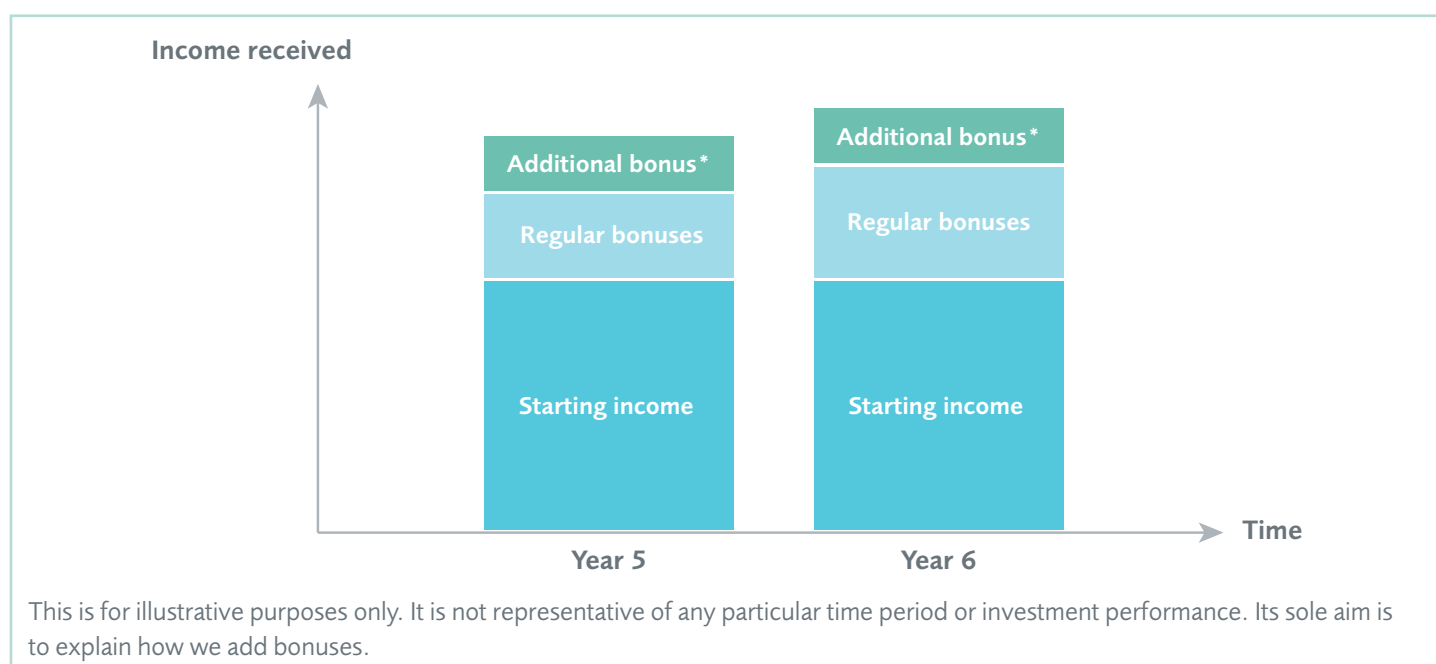 Income received
Additional bonus*
Additional bonus*
Regular bonuses
Regular bonuses
Starting income
Starting income
Time
Year 5
Year 6
This is for illustrative purposes only. It is not representative of any particular time period or investment performance. Its sole aim is
to explain how we add bonuses.